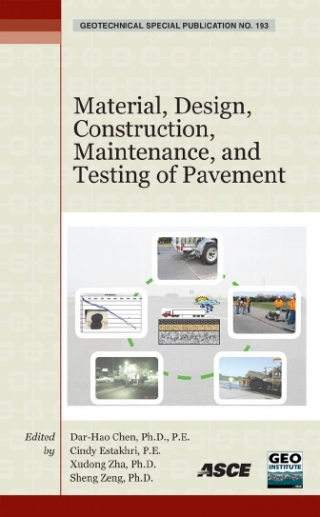 GEOTECHNICAL SPECIAL PUBLICATION NO. 193
Material, Design,
Construction,
Maintenance, and
Testing of Pavement
Edited Dar-Hao Chen, Ph.D., P.E.
by Cindy Estakhri, P.E.
Xudong Zha, Ph.D.
Sheng Zeng, Ph.D.
ASCE
GEO
INSTITUTE